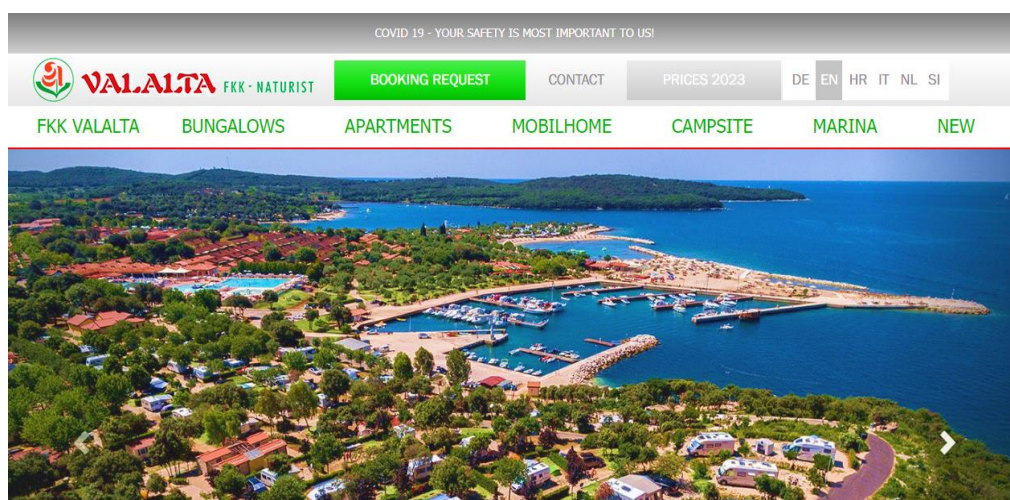 COVID 19 - YOUR SAFETY IS MOST IMPORTANT TO US!
VALALTA FKK - NATURIST
BOOKING REQUEST
CONTACT
PRICES 2023
DE EN HR IT NL SI
FKK VALALTA BUNGALOWS APARTMENTS MOBILHOME CAMPSITE MARINA NEW